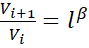 V_{i+1}/V_i = l^β